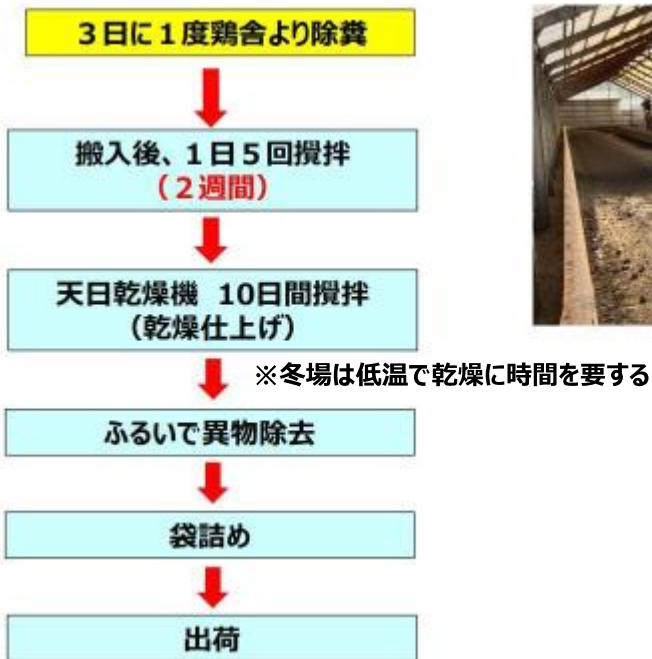 3日に1度鶏舎より除糞
搬入後、1日5回攪拌
(2週間)
天日乾燥機 10日間攪拌
(乾燥仕上げ)
※冬場は低温で乾燥に時間を要する
ふるいで異物除去
袋詰め
出荷